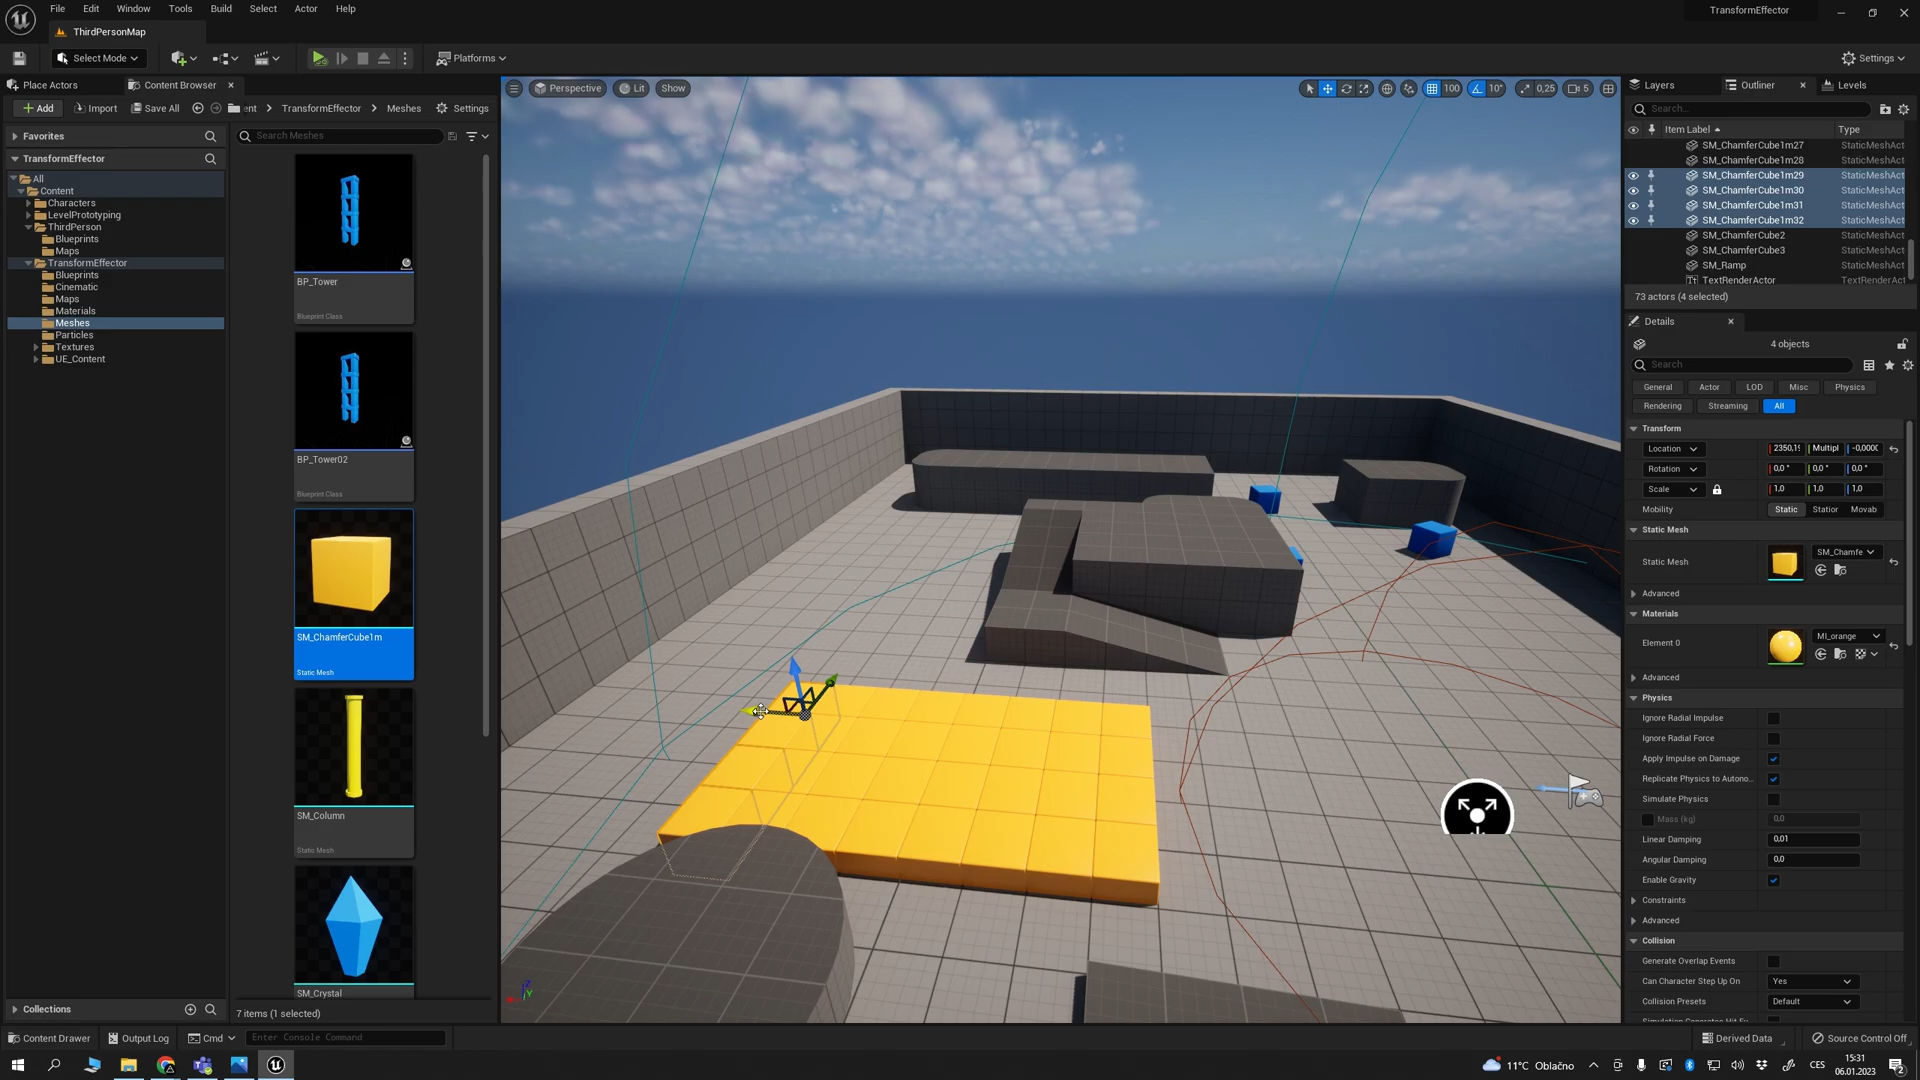 File Edit Window Tools Build Select Actor Help
TransformEffector
ThirdPersonMap
Select Mode
Platforms
Settings
Place Actors
Content Browser
Add
Import
Save All
ent
TransformEffector
Meshes
Settings
Favorites
TransformEffector
All
Content
Characters
LevelPrototyping
ThirdPerson
Blueprints
Maps
TransformEffector
Blueprints
Cinematic
Maps
Materials
Meshes
Particles
Textures
UE_Content
Collections
Search Meshes
BP_Tower
Blueprint Class
BP_Tower02
Blueprint Class
SM_ChamferCube1m
Static Mesh
SM_Column
Static Mesh
SM_Crystal
7 items (1 selected)
Perspective
Lit
Show
100
10°
0,25
5
Layers
Outliner
Levels
Search...
Item Label
Type
SM_ChamferCube1m27 StaticMeshAct
SM_ChamferCube1m28 StaticMeshAct
SM_ChamferCube1m29 StaticMeshAct
SM_ChamferCube1m30 StaticMeshAct
SM_ChamferCube1m31 StaticMeshAct
SM_ChamferCube1m32 StaticMeshAct
SM_ChamferCube2 StaticMeshAct
SM_ChamferCube3 StaticMeshAct
SM_Ramp StaticMeshAct
TextRenderActor TextRenderAct
73 actors (4 selected)
Details
4 objects
Search
General Actor LOD Misc Physics
Rendering Streaming All
Transform
Location 2350,19 Multipl -0,0000
Rotation 0,0 ° 0,0 ° 0,0 °
Scale 1,0 1,0 1,0
Mobility Static Station Movab
Static Mesh
SM_Chamfe
Static Mesh
Advanced
Materials
MI_orange
Element 0
Advanced
Physics
Ignore Radial Impulse
Ignore Radial Force
Apply Impulse on Damage
Replicate Physics to Autono...
Simulate Physics
Mass (kg) 0,0
Linear Damping 0,01
Angular Damping 0,0
Enable Gravity
Constraints
Advanced
Collision
Generate Overlap Events
Can Character Step Up On Yes
Collision Presets Default
Z
Y
Content Drawer
Output Log
Cmd
Enter Console Command
Derived Data
Source Control Off
11°C Oblačno
CES
15:31
06.01.2023
2